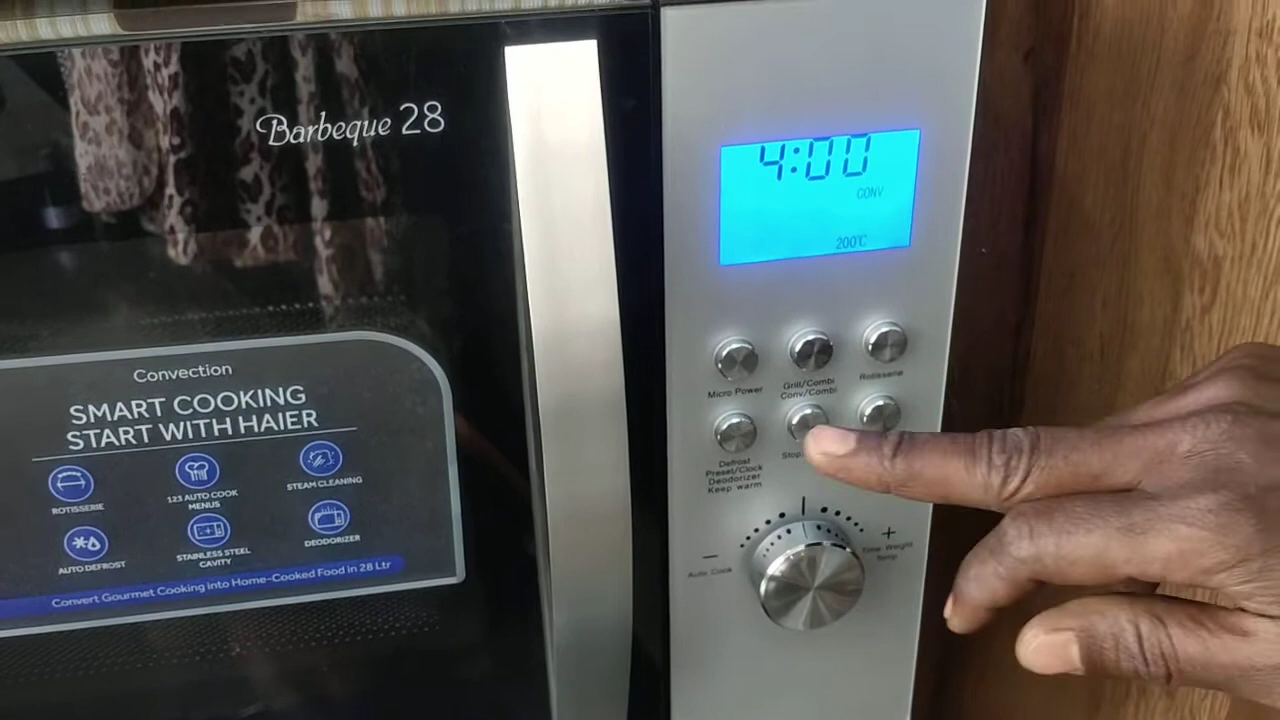 Barbeque 28
Convection
SMART COOKING
START WITH HAIER
ROTISSERIE
123 AUTO COOK
MENUS
STEAM CLEANING
AUTO DEFROST
STAINLESS STEEL
CAVITY
DEODORIZER
Convert Gourmet Cooking into Home-Cooked Food in 28 Ltr
4:00
CONV
200°C
Micro Power
Grill/Combi
Conv/Combi
Rotisserie
Defrost
Preset/Clock
Deodorizer
Keep warm
Stop
−
Auto Cook
+
Time Weight
Temp